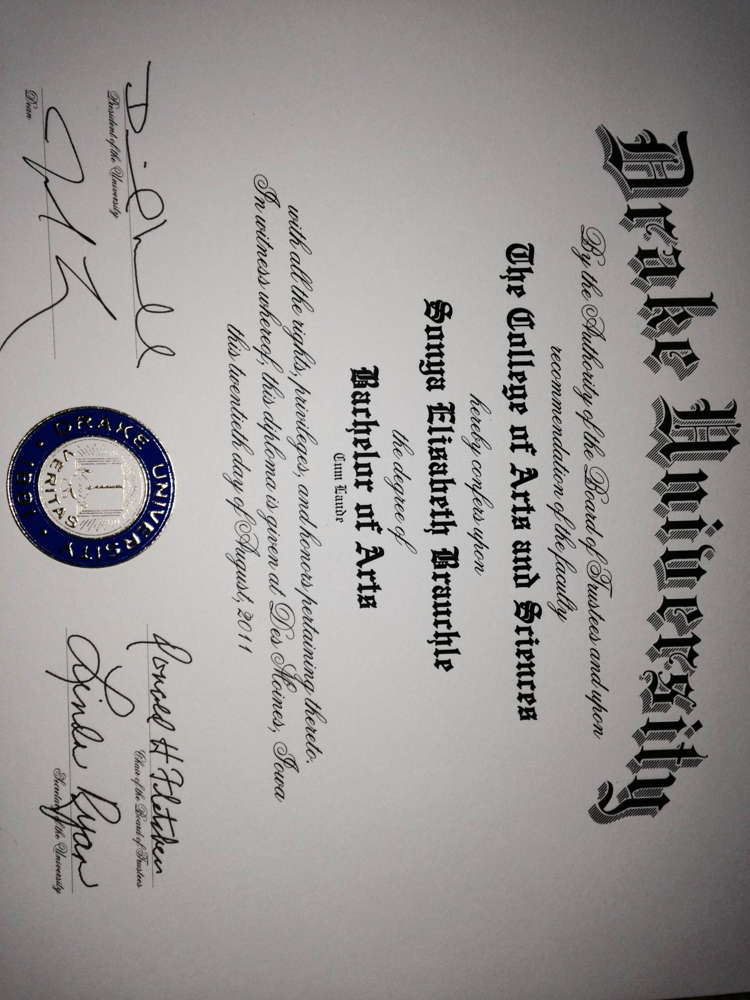 Drake University
By the Authority of the Board of Trustees and upon
recommendation of the faculty
The College of Arts and Sciences
hereby confers upon
Sonya Elisabeth Brauchle
the degree of
Bachelor of Arts
Cum Laude
with all the rights, privileges, and honors pertaining thereto.
In witness whereof, this diploma is given at Des Moines, Iowa
this twentieth day of August, 2011
President of the University
Dean
DRAKE UNIVERSITY
VERITAS
• 1881 •
Ronald H Fletcher
Chair of the Board of Trustees
Linda Ryan
Secretary of the University